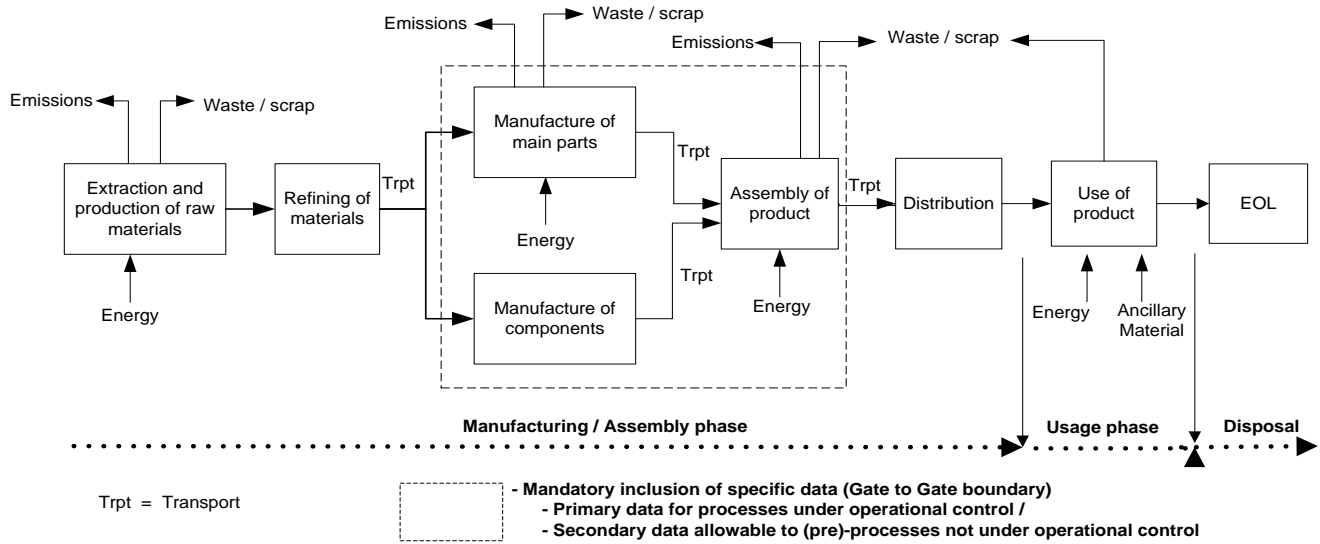 Emissions
Waste / scrap
Emissions
Waste / scrap
Emissions
Waste / scrap
Extraction and
production of raw
materials
Energy
Refining of
materials
Trpt
Manufacture of
main parts
Energy
Manufacture of
components
Trpt
Trpt
Assembly of
product
Energy
Trpt
Distribution
Use of
product
Energy
Ancillary
Material
EOL
Manufacturing / Assembly phase
Usage phase
Disposal
Trpt = Transport
- Mandatory inclusion of specific data (Gate to Gate boundary)
- Primary data for processes under operational control /
- Secondary data allowable to (pre)-processes not under operational control